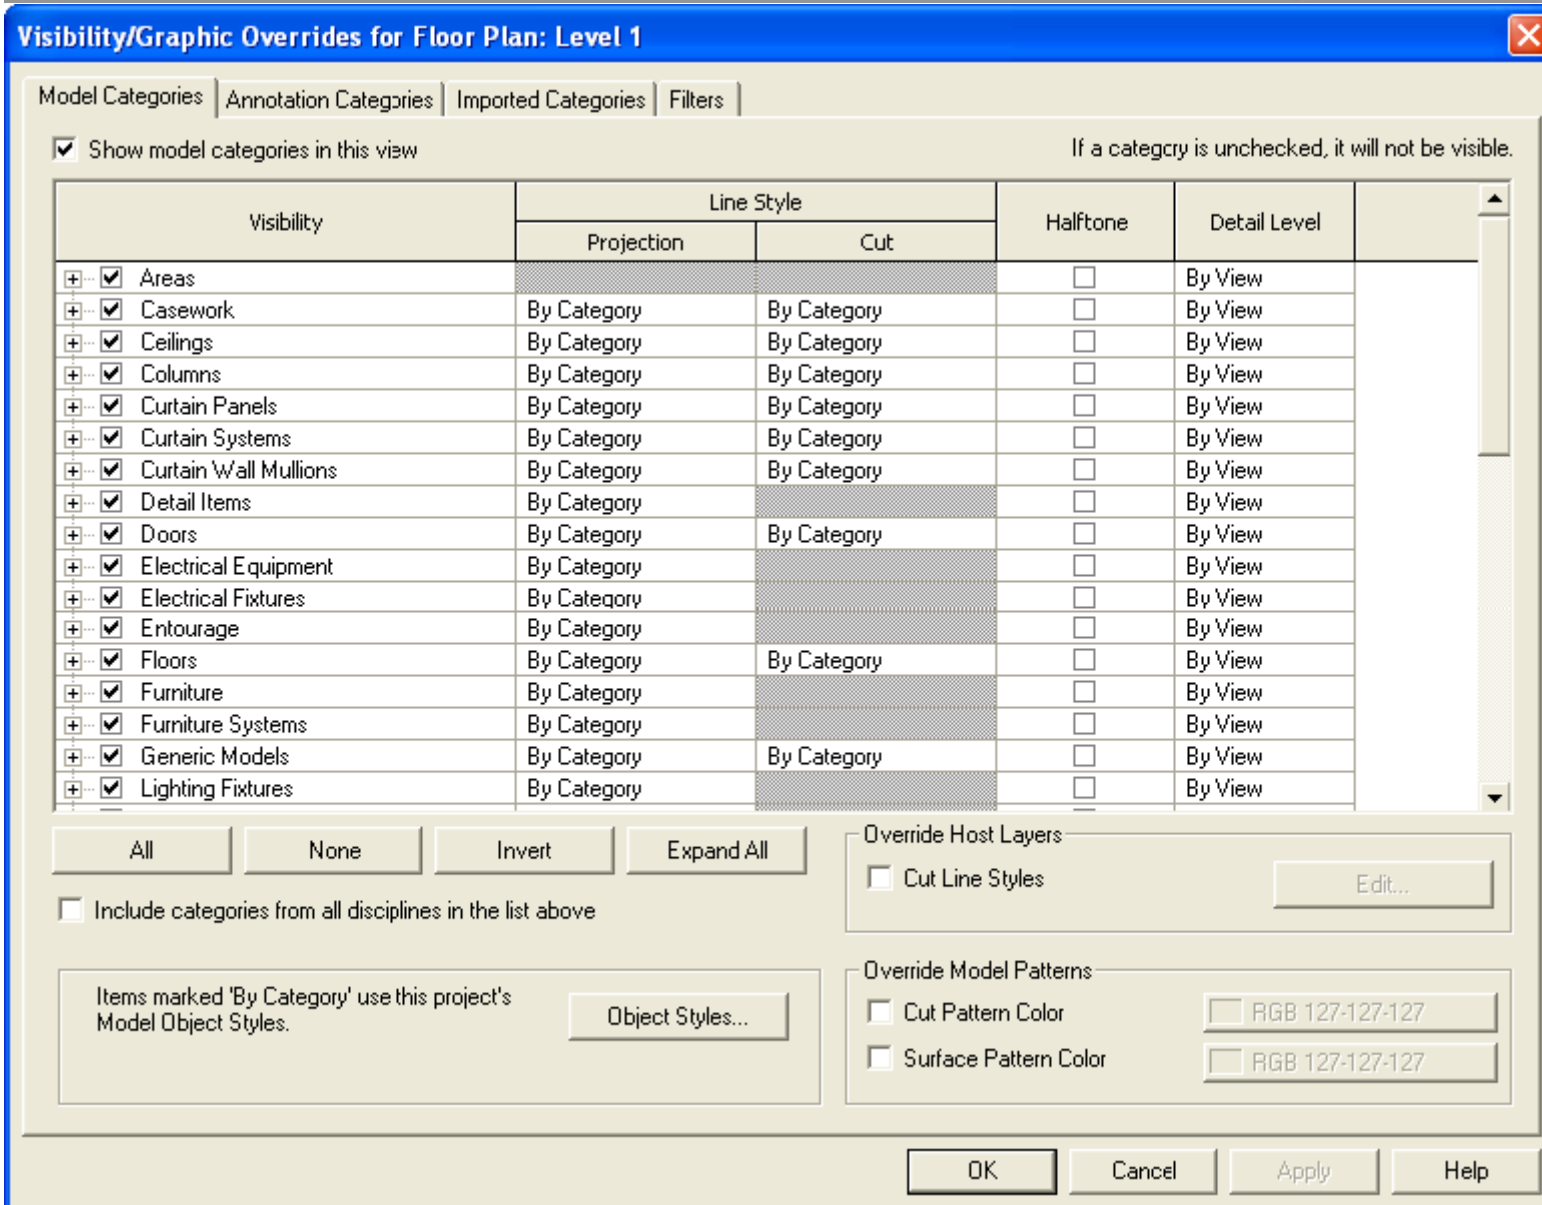 Visibility/Graphic Overrides for Floor Plan: Level 1
Model Categories Annotation Categories Imported Categories Filters
Show model categories in this view If a category is unchecked, it will not be visible.
Visibility Line Style Halftone Detail Level
Projection Cut
Areas By View
Casework By Category By Category By View
Ceilings By Category By Category By View
Columns By Category By Category By View
Curtain Panels By Category By Category By View
Curtain Systems By Category By Category By View
Curtain Wall Mullions By Category By Category By View
Detail Items By Category By View
Doors By Category By Category By View
Electrical Equipment By Category By View
Electrical Fixtures By Category By View
Entourage By Category By View
Floors By Category By Category By View
Furniture By Category By View
Furniture Systems By Category By View
Generic Models By Category By Category By View
Lighting Fixtures By Category By View
All None Invert Expand All
Override Host Layers
Cut Line Styles Edit...
Include categories from all disciplines in the list above
Items marked 'By Category' use this project's
Model Object Styles.
Object Styles...
Override Model Patterns
Cut Pattern Color RGB 127-127-127
Surface Pattern Color RGB 127-127-127
OK Cancel Apply Help